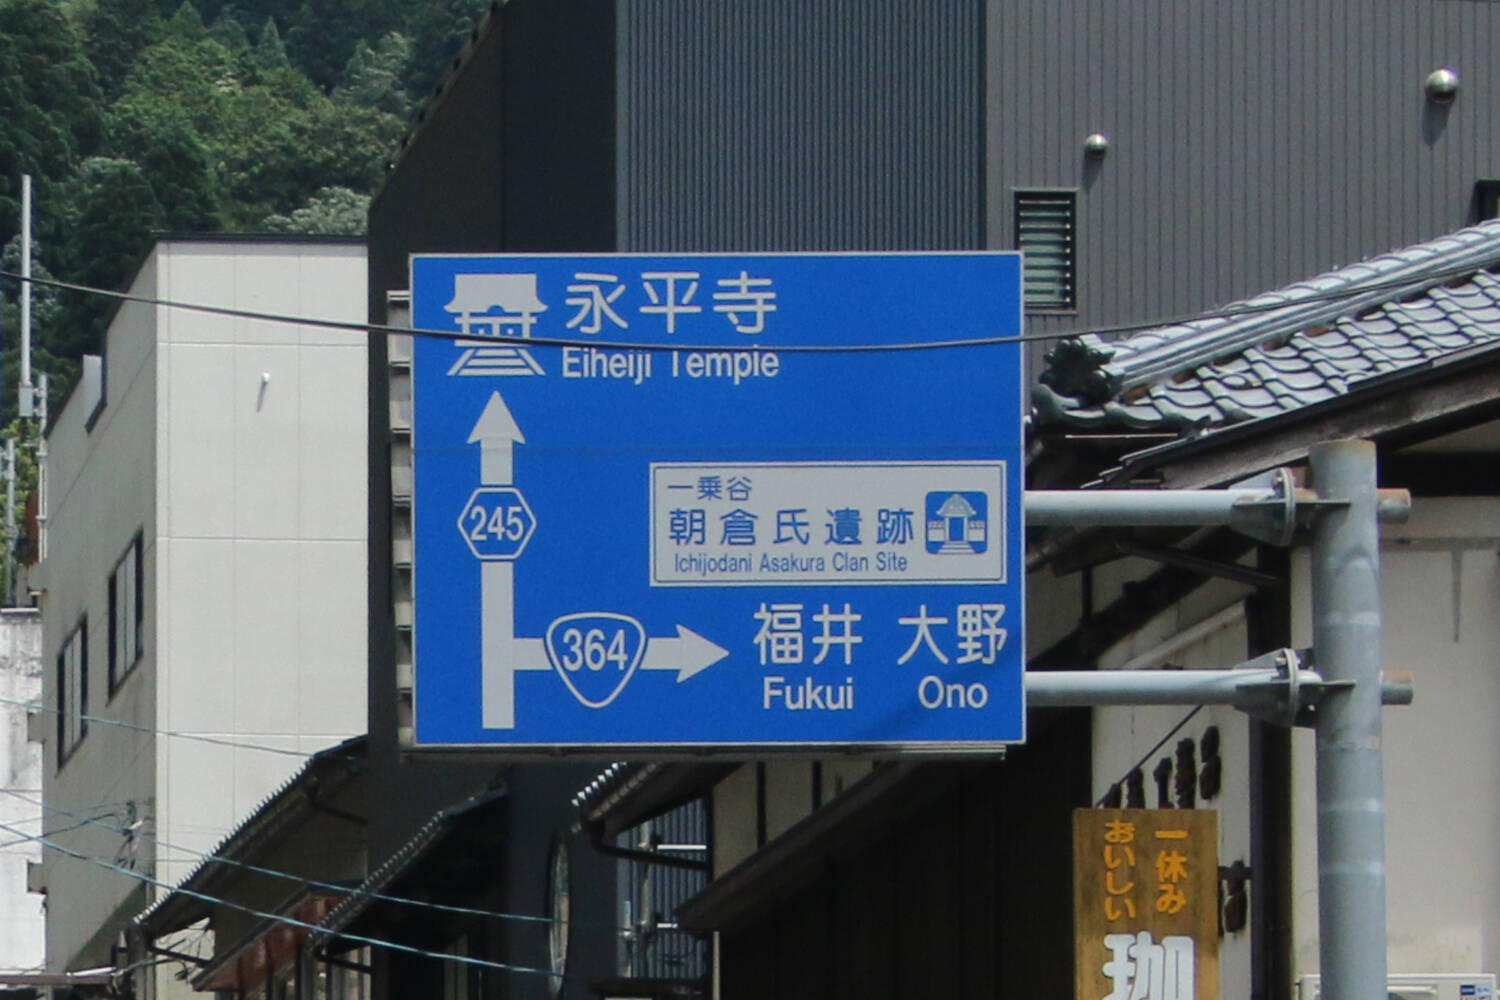 永平寺
Eiheiji Temple
245
一乗谷
朝倉氏遺跡
Ichijodani Asakura Clan Site
364
福井 大野
Fukui Ono
一休み
おいしい
珈